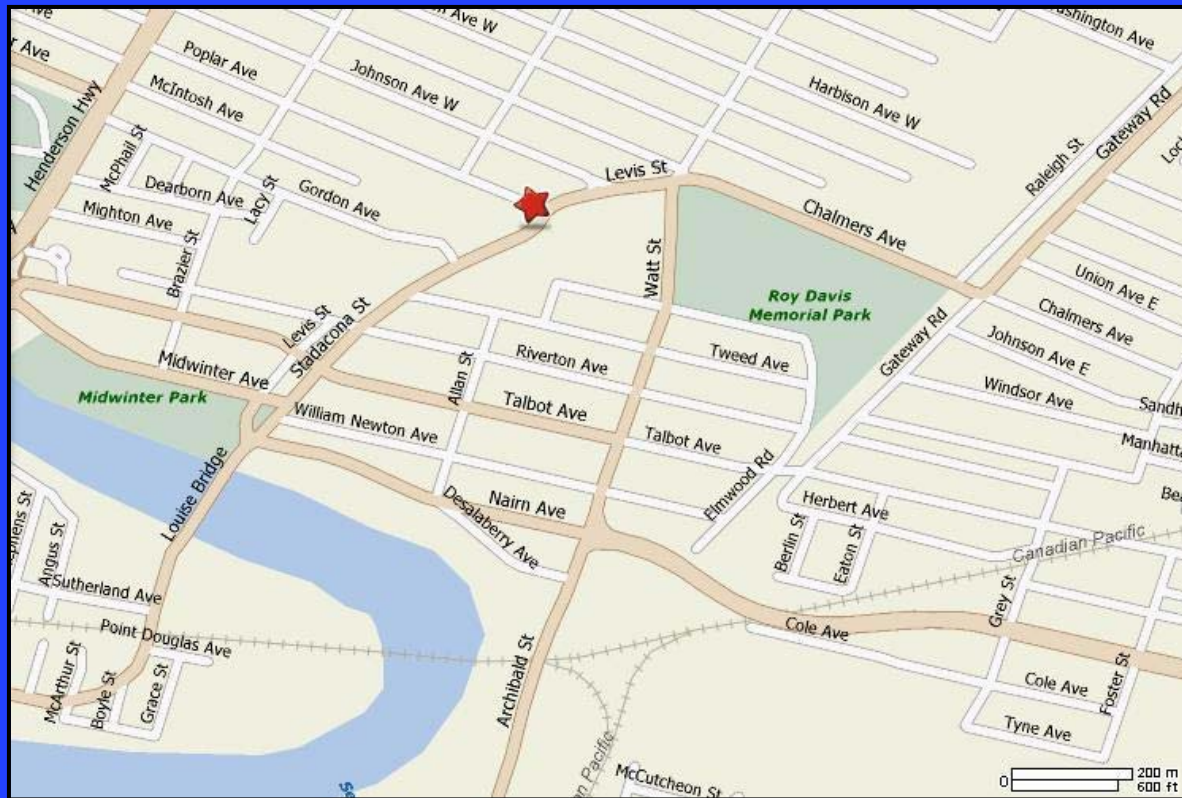 Ave W
Washington Ave
Ave
Ave
Poplar Ave
Johnson Ave W
McIntosh Ave
Harbison Ave W
Henderson Hwy
McPhail St
Gateway Rd
Raleigh St
Levis St
Dearborn Ave
Lacy St
Gordon Ave
Mighton Ave
Chalmers Ave
Brazier St
Watt St
Union Ave E
Roy Davis
Memorial Park
Levis St
Stadacona St
Chalmers Ave
Gateway Rd
Johnson Ave E
Midwinter Ave
Riverton Ave
Tweed Ave
Allan St
Windsor Ave
Midwinter Park
Talbot Ave
William Newton Ave
Talbot Ave
Louise Bridge
Elmwood Rd
Desalaberry Ave
Nairn Ave
Herbert Ave
Berlin St
Eaton St
Canadian Pacific
Angus St
Sutherland Ave
Grey St
Point Douglas Ave
Cole Ave
McArthur St
Boyle St
Grace St
Archibald St
Cole Ave
Foster St
Tyne Ave
Pacific
McCutcheon St
0
200 m
600 ft